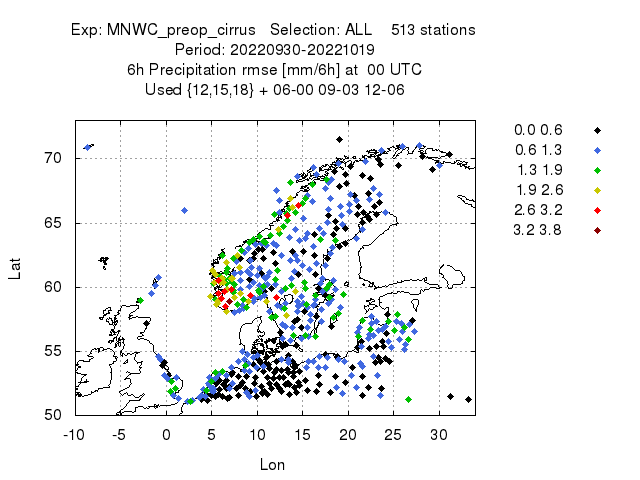 Exp: MNWC_preop_cirrus   Selection: ALL     513 stations
Period: 20220930-20221019
6h Precipitation rmse [mm/6h] at  00 UTC
Used {12,15,18} + 06-00 09-03 12-06
0.0 0.6
0.6 1.3
1.3 1.9
1.9 2.6
2.6 3.2
3.2 3.8
70
65
60
55
50
Lat
-10 -5 0 5 10 15 20 25 30
Lon